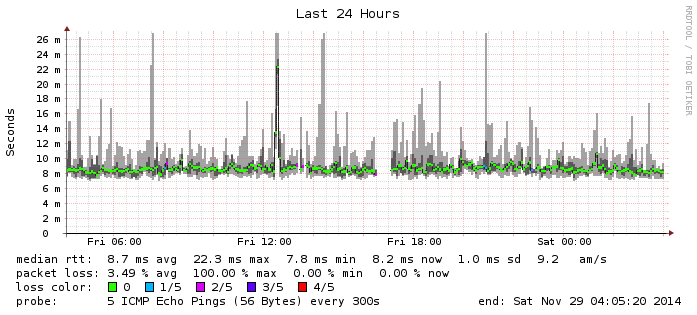 Last 24 Hours
RRDTOOL / TOBI OETIKER
Seconds
26 m
24 m
22 m
20 m
18 m
16 m
14 m
12 m
10 m
8 m
6 m
4 m
2 m
0
Fri 06:00 Fri 12:00 Fri 18:00 Sat 00:00
median rtt: 8.7 ms avg 22.3 ms max 7.8 ms min 8.2 ms now 1.0 ms sd 9.2 am/s
packet loss: 3.49 % avg 100.00 % max 0.00 % min 0.00 % now
loss color: 0 1/5 2/5 3/5 4/5
probe: 5 ICMP Echo Pings (56 Bytes) every 300s end: Sat Nov 29 04:05:20 2014